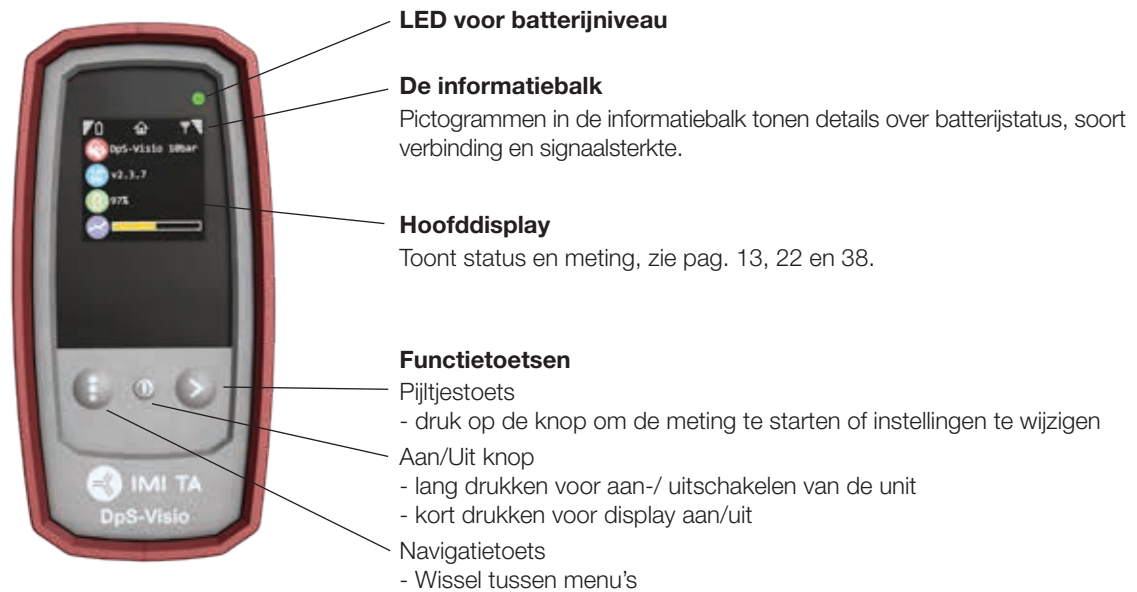 LED voor batterijniveau
De informatiebalk
Pictogrammen in de informatiebalk tonen details over batterijstatus, soort
verbinding en signaalsterkte.
Hoofddisplay
Toont status en meting, zie pag. 13, 22 en 38.
Functietoetsen
Pijltjestoets
- druk op de knop om de meting te starten of instellingen te wijzigen
Aan/Uit knop
- lang drukken voor aan-/ uitschakelen van de unit
- kort drukken voor display aan/uit
Navigatietoets
- Wissel tussen menu’s
DpS-Visio 10bar
v2.3.7
97%
IMI TA
DpS-Visio